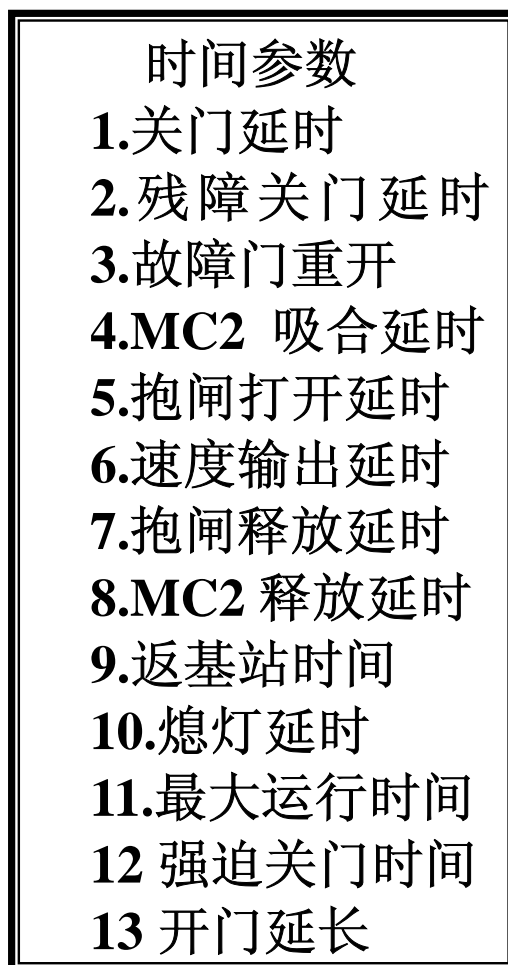 时间参数
1.关门延时
2.残障关门延时
3.故障门重开
4.MC2 吸合延时
5.抱闸打开延时
6.速度输出延时
7.抱闸释放延时
8.MC2 释放延时
9.返基站时间
10.熄灯延时
11.最大运行时间
12 强迫关门时间
13 开门延长